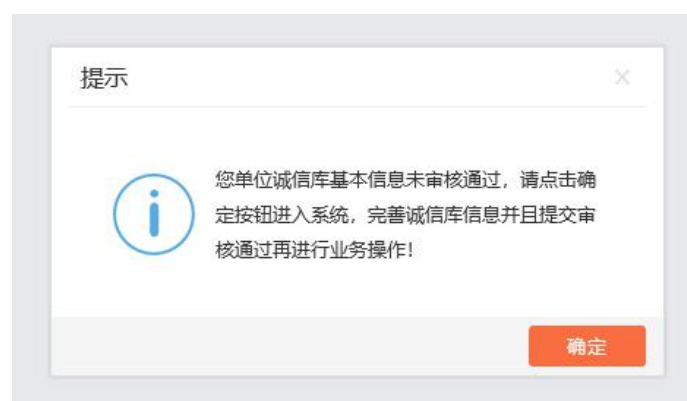 提示
您单位诚信库基本信息未审核通过，请点击确
定按钮进入系统，完善诚信库信息并且提交审
核通过再进行业务操作！
确定